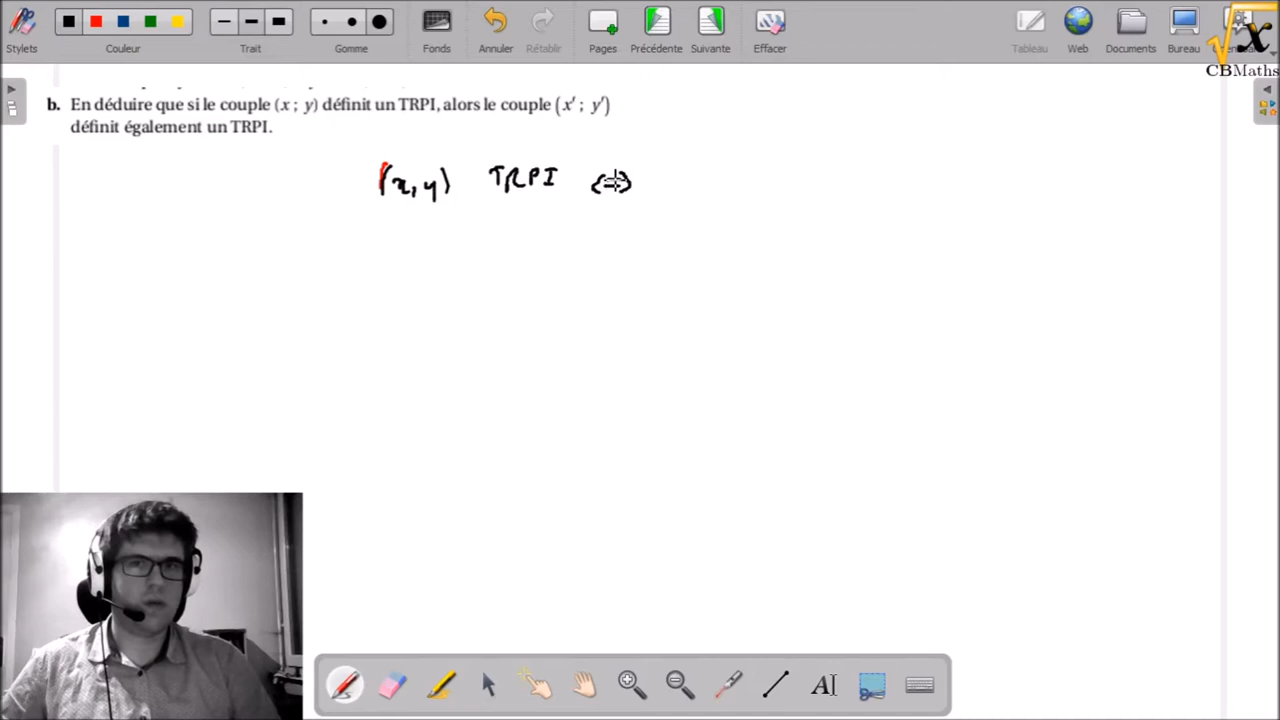 Stylets Couleur Trait Gomme Fonds Annuler Rétablir Pages Précédente Suivante Effacer Tableau Web Documents Bureau
CBMaths
b. En déduire que si le couple (x ; y) définit un TRPI, alors le couple (x′ ; y′)
définit également un TRPI.
(x, y) TRPI ⇔
AI